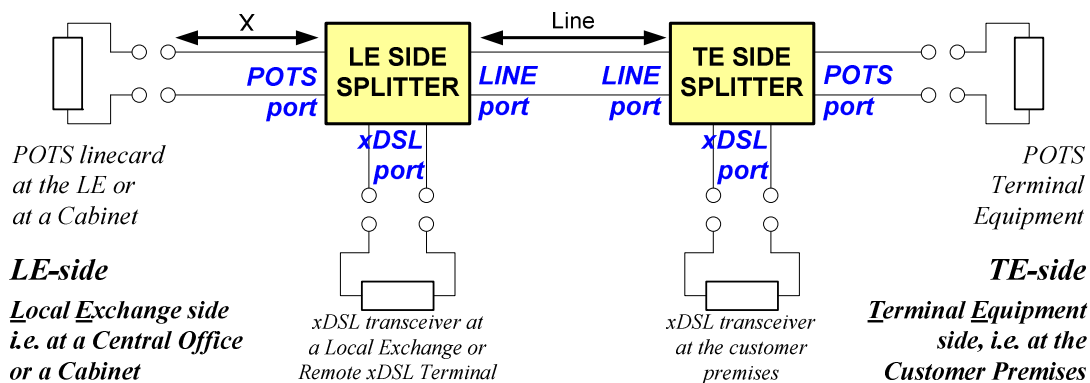 X
Line
LE SIDE
SPLITTER
TE SIDE
SPLITTER
POTS
port
LINE
port
LINE
port
POTS
port
xDSL
port
xDSL
port
POTS linecard
at the LE or
at a Cabinet
POTS
Terminal
Equipment
LE-side
Local Exchange side
i.e. at a Central Office
or a Cabinet
xDSL transceiver at
a Local Exchange or
Remote xDSL Terminal
xDSL transceiver
at the customer
premises
TE-side
Terminal Equipment
side, i.e. at the
Customer Premises